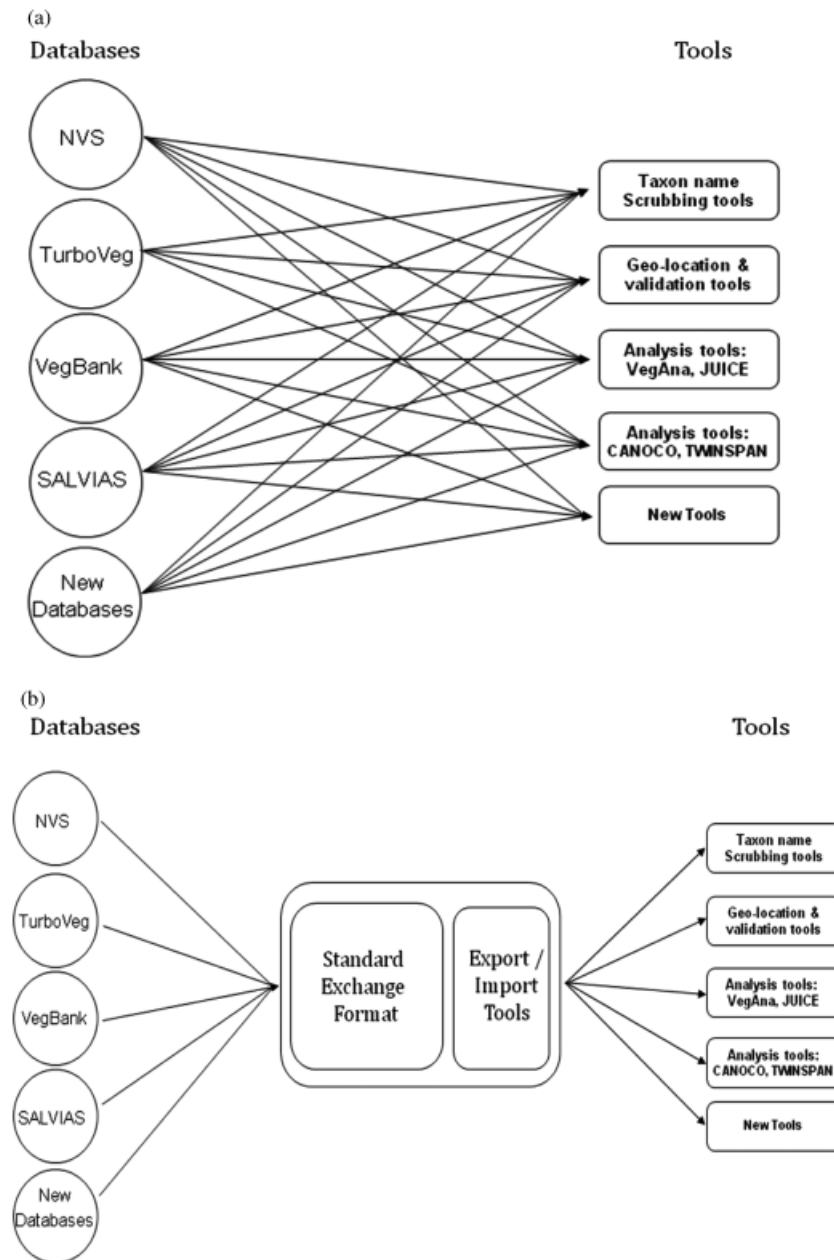 (a)
Databases
Tools
NVS
TurboVeg
VegBank
SALVIAS
New
Databases
Taxon name
Scrubbing tools
Geo-location &
validation tools
Analysis tools:
VegAna, JUICE
Analysis tools:
CANOCO, TWINSPAN
New Tools
(b)
Databases
Tools
NVS
TurboVeg
VegBank
SALVIAS
New
Databases
Standard
Exchange
Format
Export /
Import
Tools
Taxon name
Scrubbing tools
Geo-location &
validation tools
Analysis tools:
VegAna, JUICE
Analysis tools:
CANOCO, TWINSPAN
New Tools